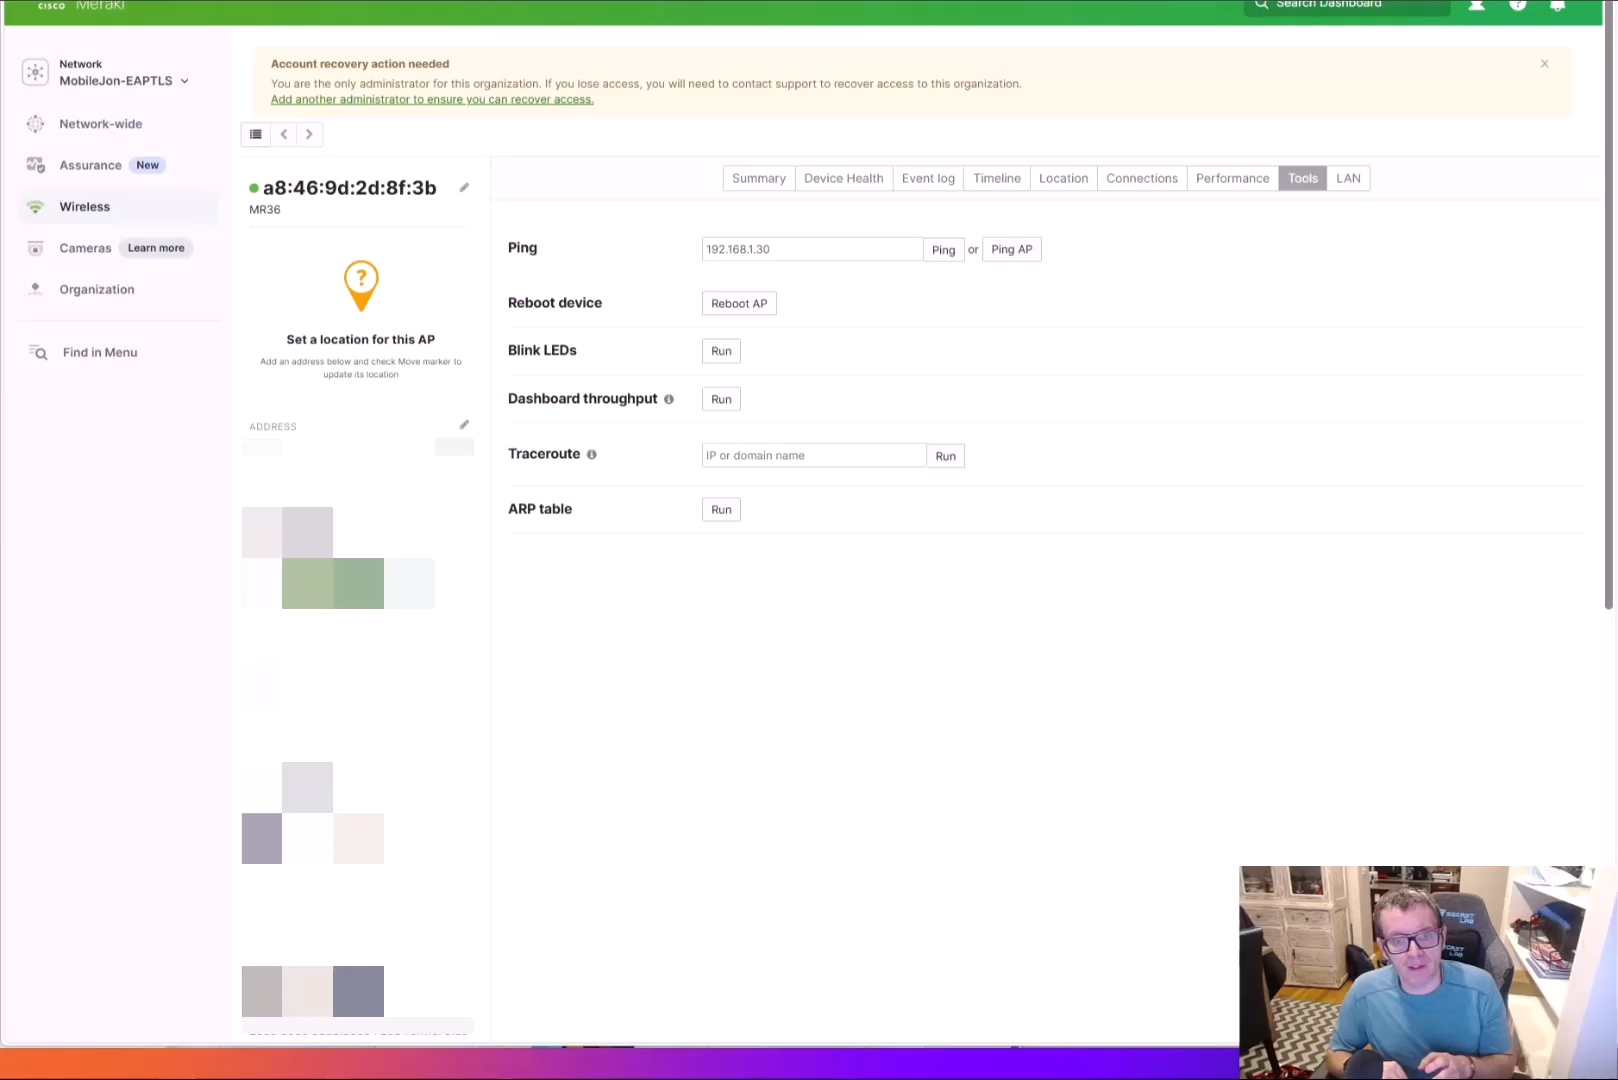 cisco Meraki
Search Dashboard
Network
MobileJon-EAPTLS
Network-wide
Assurance New
Wireless
Cameras Learn more
Organization
Find in Menu
Account recovery action needed
You are the only administrator for this organization. If you lose access, you will need to contact support to recover access to this organization.
Add another administrator to ensure you can recover access.
a8:46:9d:2d:8f:3b
MR36
Set a location for this AP
Add an address below and check Move marker to
update its location
ADDRESS
Summary Device Health Event log Timeline Location Connections Performance Tools LAN
Ping 192.168.1.30 Ping or Ping AP
Reboot device Reboot AP
Blink LEDs Run
Dashboard throughput Run
Traceroute IP or domain name Run
ARP table Run